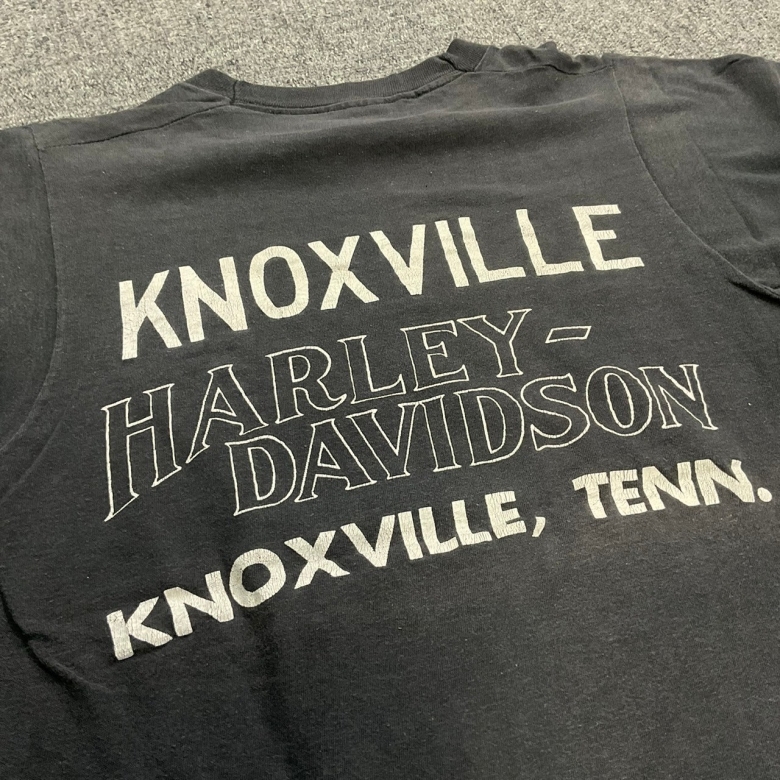 KNOXVILLE
HARLEY-
DAVIDSON
KNOXVILLE, TENN.